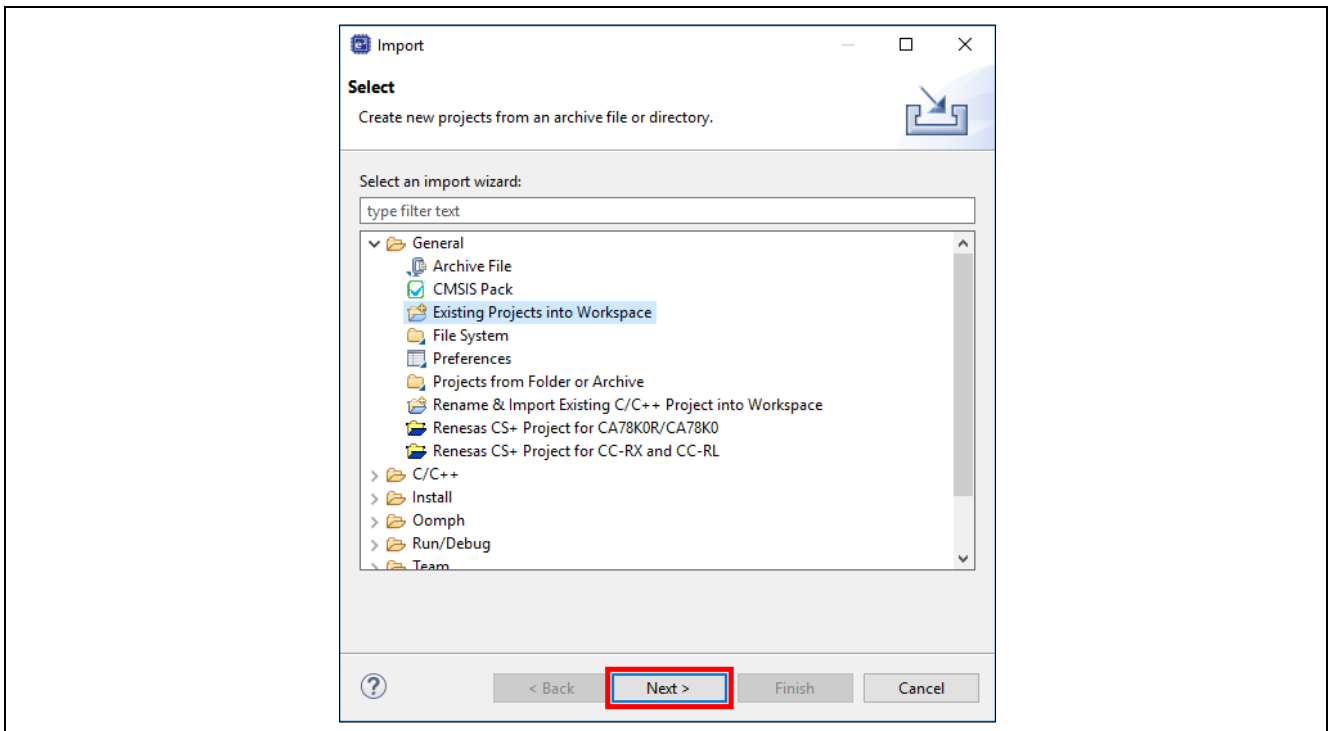 Import
Select
Create new projects from an archive file or directory.
Select an import wizard:
type filter text
General
Archive File
CMSIS Pack
Existing Projects into Workspace
File System
Preferences
Projects from Folder or Archive
Rename & Import Existing C/C++ Project into Workspace
Renesas CS+ Project for CA78K0R/CA78K0
Renesas CS+ Project for CC-RX and CC-RL
C/C++
Install
Oomph
Run/Debug
Team
? < Back Next > Finish Cancel